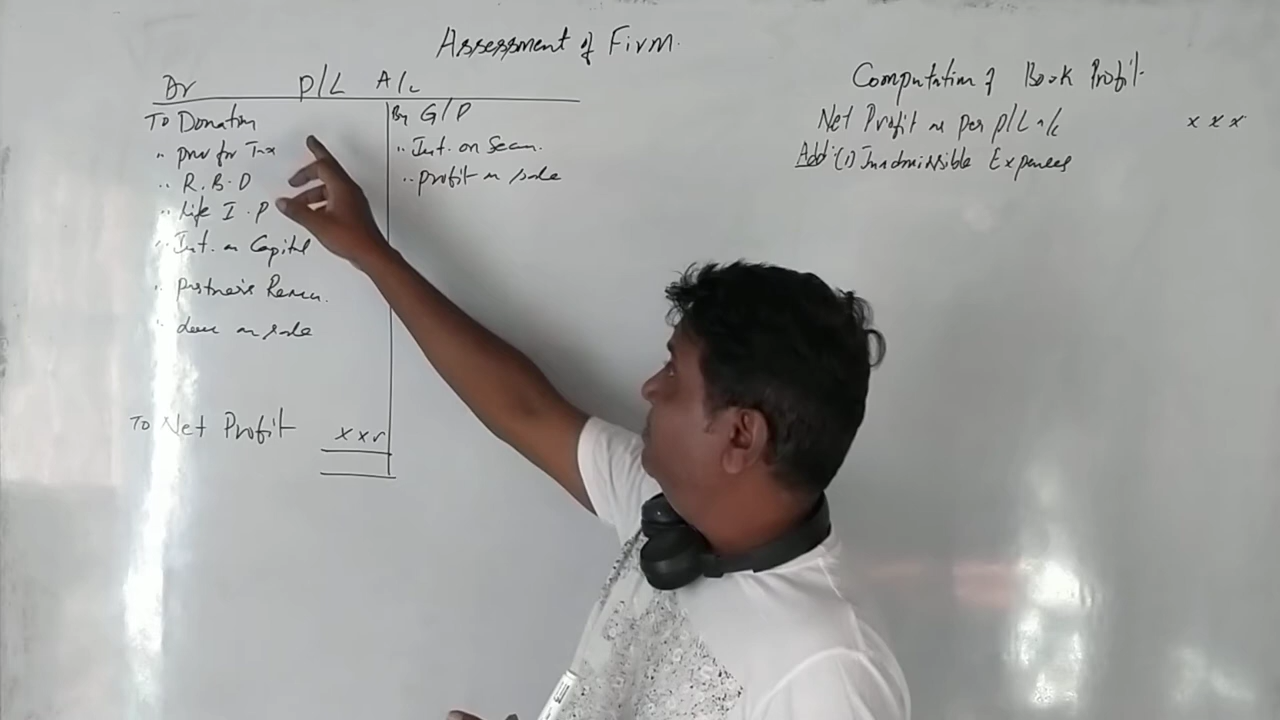 Assessment of Firm.
Dr P/L A/c
To Donation
" prov for Tax
" R.B.D
" Life I.P
" Int. on Capital
" partner's Remu.
" loss on sale
To Net Profit xxx
By G/P
" Int. on Secu.
" profit on sale
Computation of Book Profit
Net Profit as per P/L a/c xxx
Add: (1) Inadmissible Expenses